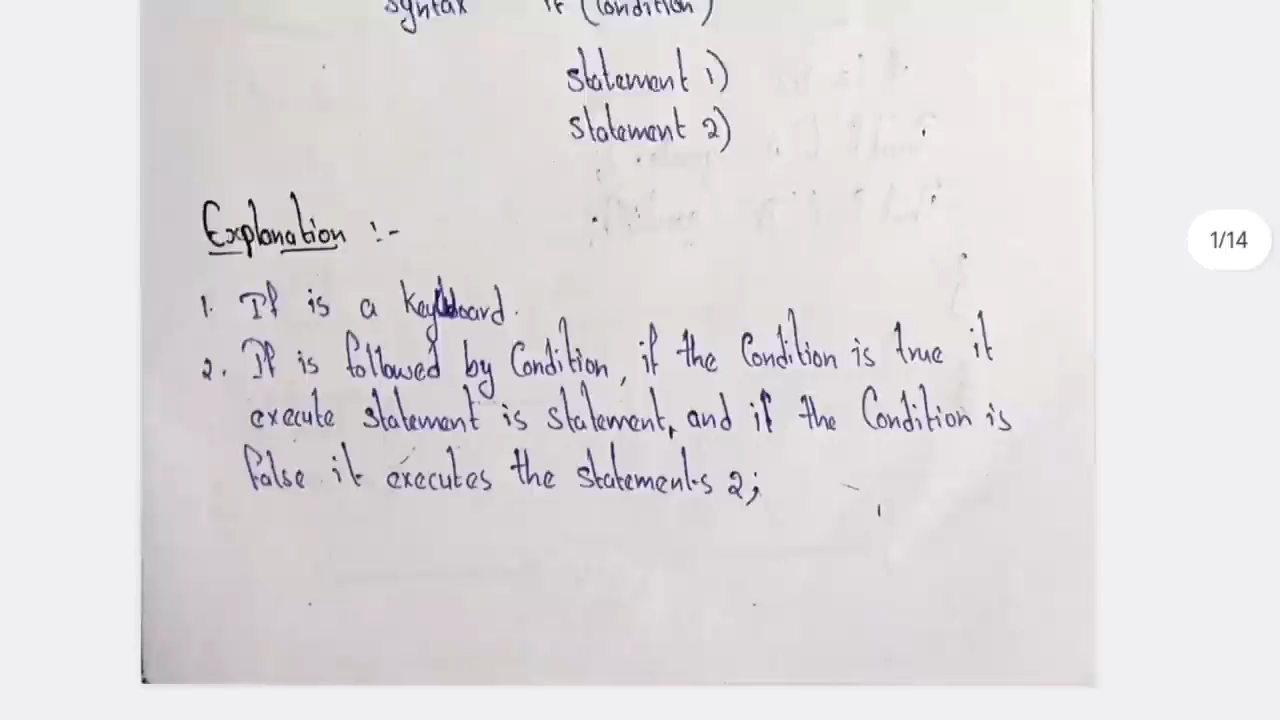 Syntax if (Condition)
Statement 1)
Statement 2)
Explanation :-
1. If is a keyboard.
2. If is followed by Condition, if the Condition is true it
execute statement is statement, and if the Condition is
false it executes the statements 2;
1/14